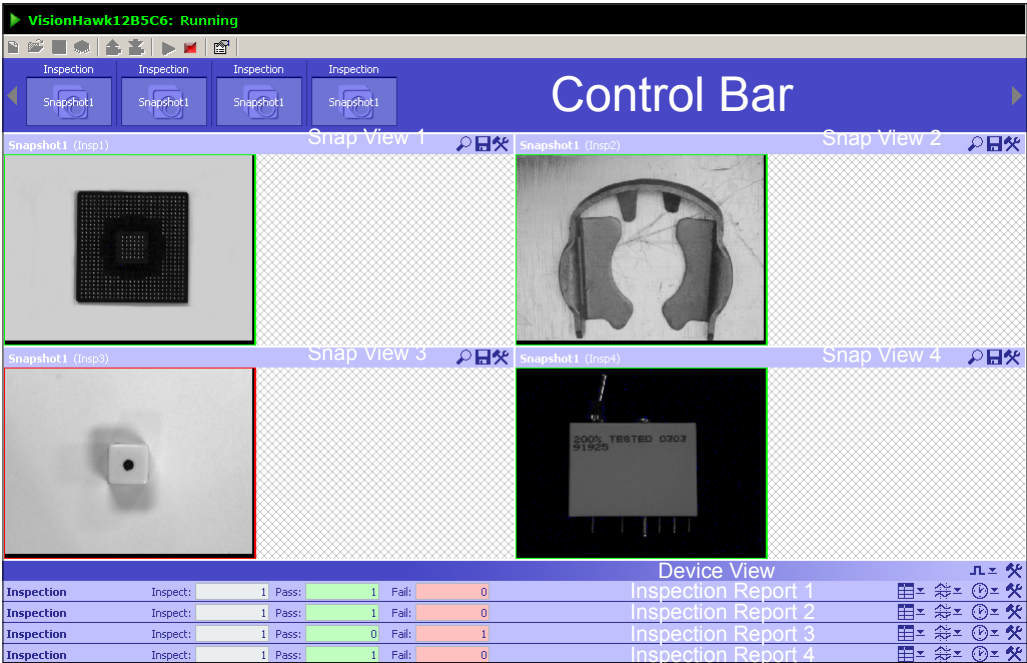 VisionHawk12B5C6: Running
Inspection Inspection Inspection Inspection
Snapshot1 Snapshot1 Snapshot1 Snapshot1
Control Bar
Snapshot1 (Insp1) Snap View 1
Snapshot1 (Insp2) Snap View 2
Snapshot1 (Insp3) Snap View 3
Snapshot1 (Insp4) Snap View 4
200% TESTED 0303
91925
Device View
Inspection Inspect: 1 Pass: 1 Fail: 0 Inspection Report 1
Inspection Inspect: 1 Pass: 1 Fail: 0 Inspection Report 2
Inspection Inspect: 1 Pass: 0 Fail: 1 Inspection Report 3
Inspection Inspect: 1 Pass: 1 Fail: 0 Inspection Report 4